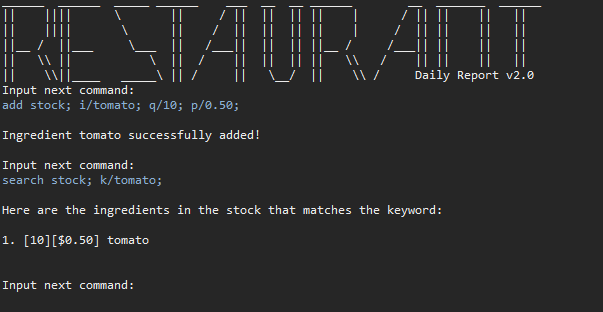 RESTAURANT
Daily Report v2.0
Input next command:
add stock; i/tomato; q/10; p/0.50;
Ingredient tomato successfully added!
Input next command:
search stock; k/tomato;
Here are the ingredients in the stock that matches the keyword:
1. [10][$0.50] tomato
Input next command: